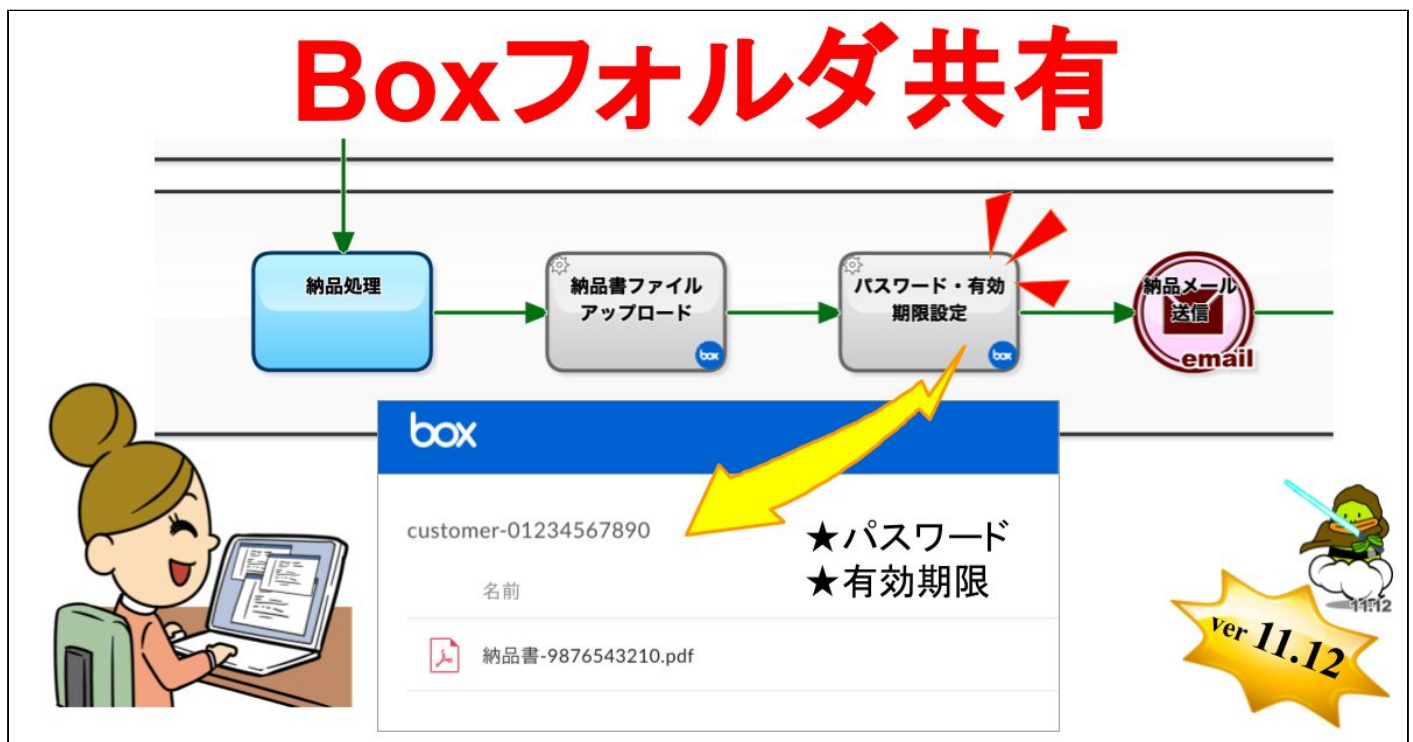 Boxフォルダ共有
納品処理
納品書ファイル
アップロード
box
パスワード・有効
期限設定
box
納品メール
送信
email
box
customer-01234567890
名前
納品書-9876543210.pdf
★パスワード
★有効期限
11.12
ver 11.12